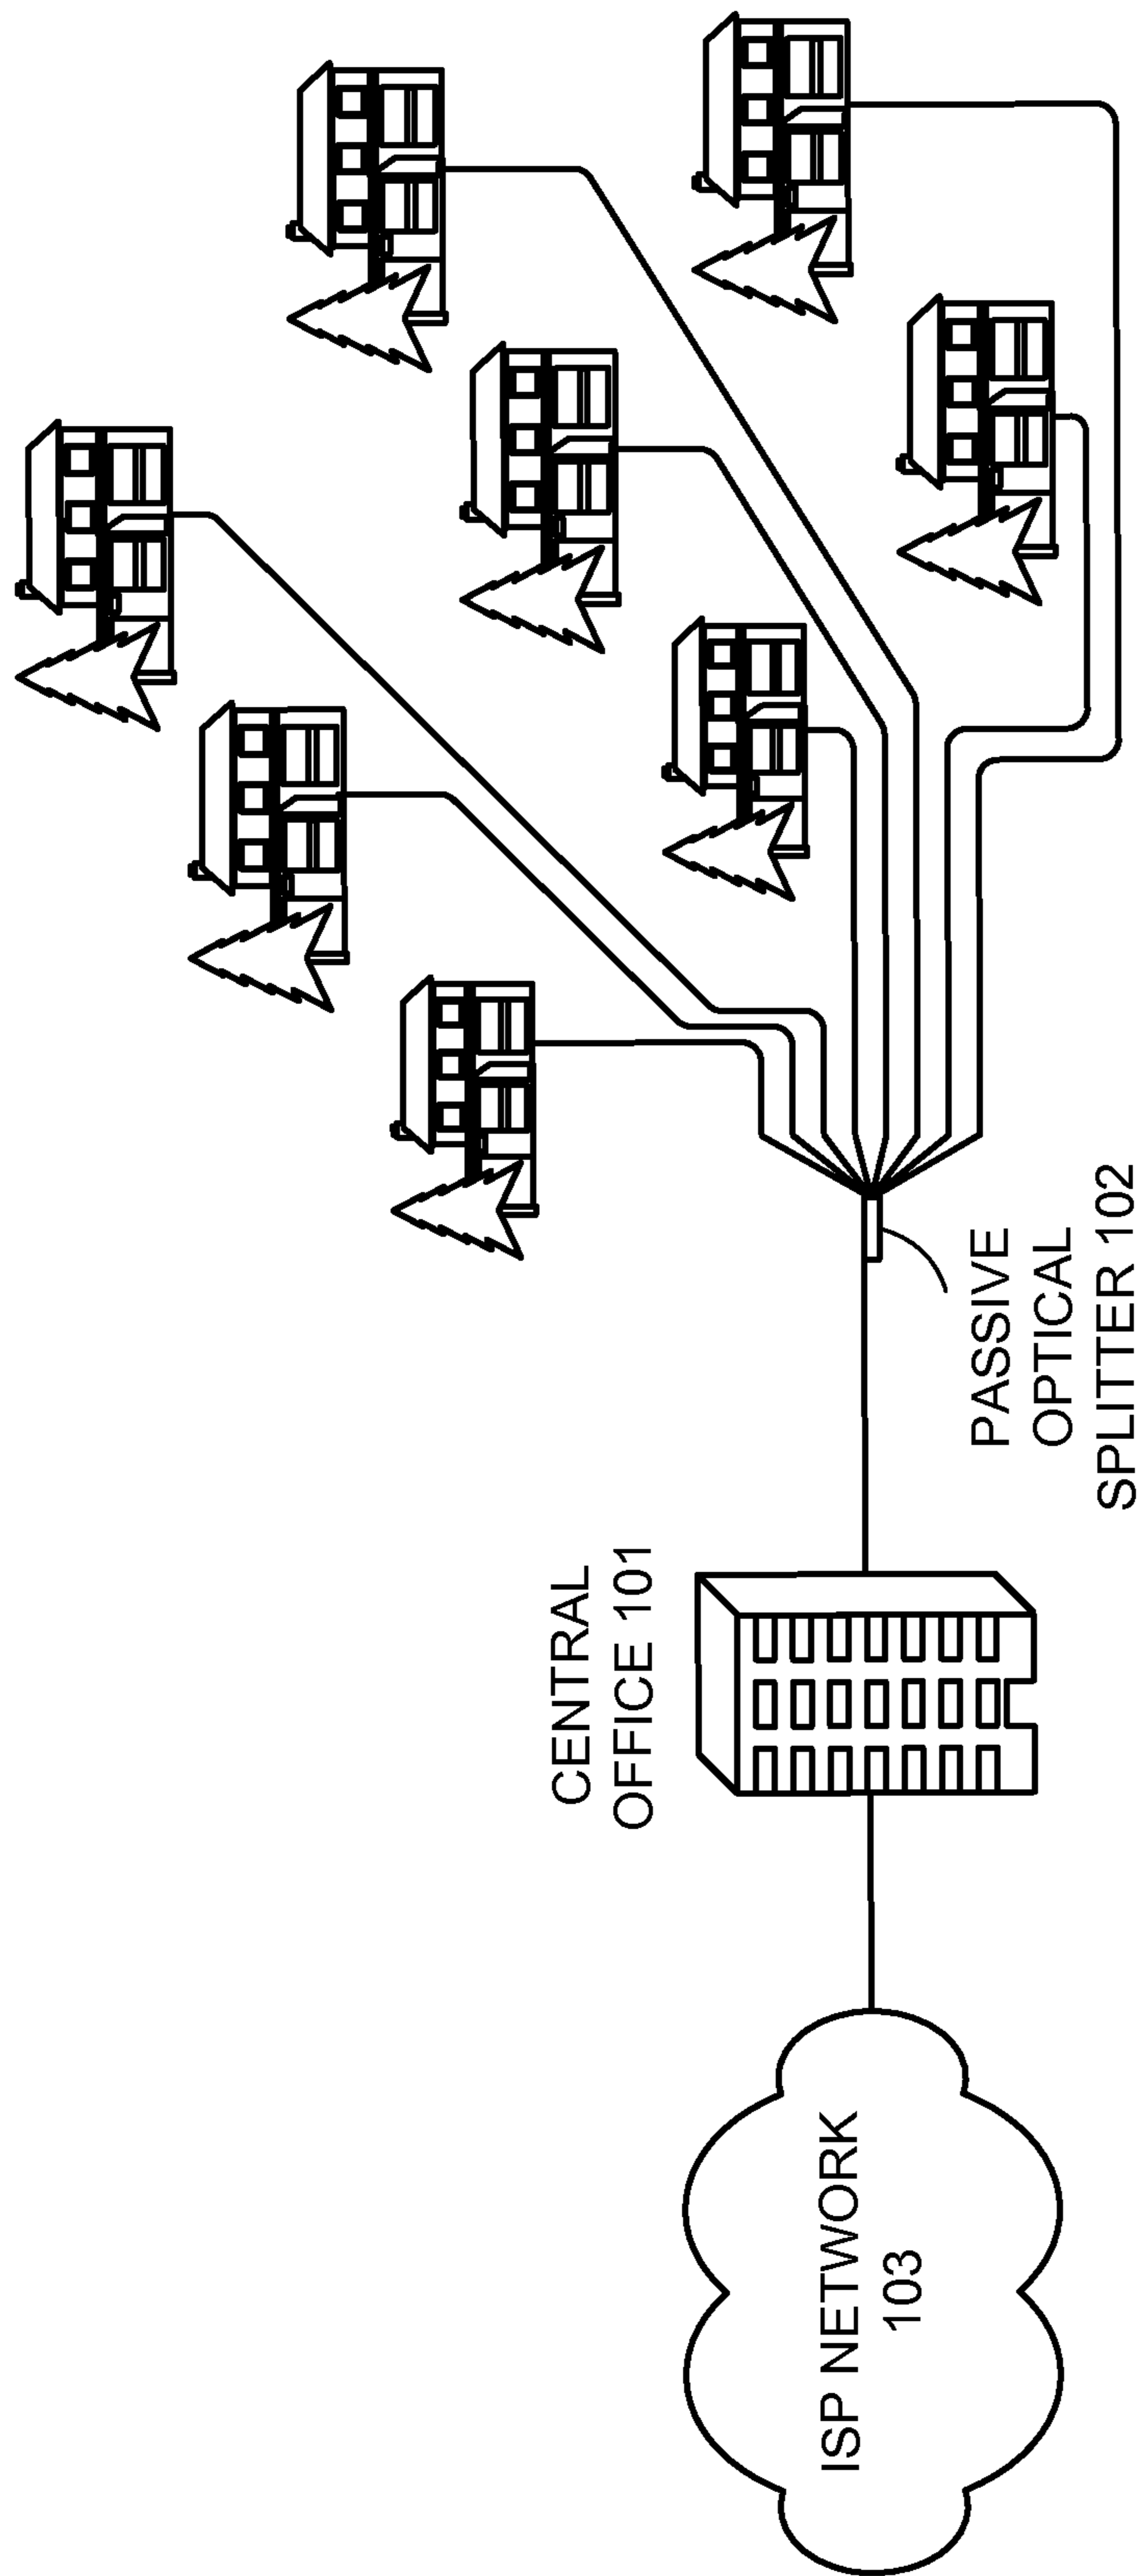 ISP NETWORK
103
CENTRAL
OFFICE 101
PASSIVE
OPTICAL
SPLITTER 102